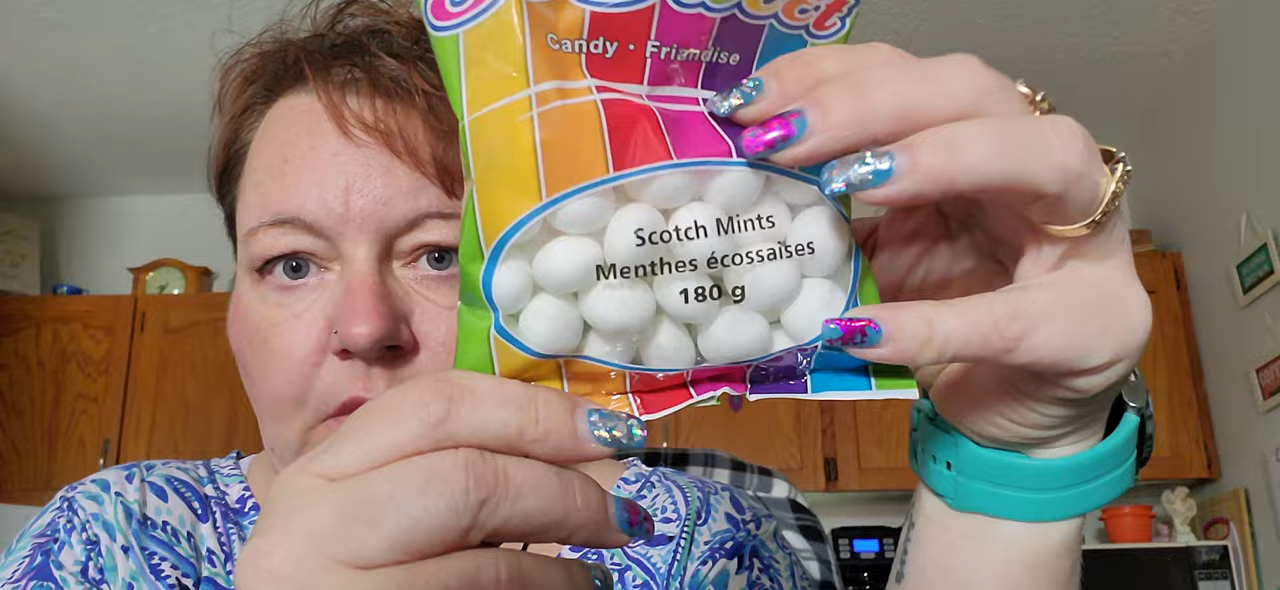 Candy • Friandise
Scotch Mints
Menthes écossaises
180 g